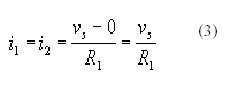 i₁ = i₂ = (vₛ − 0)/R₁ = vₛ/R₁ (3)